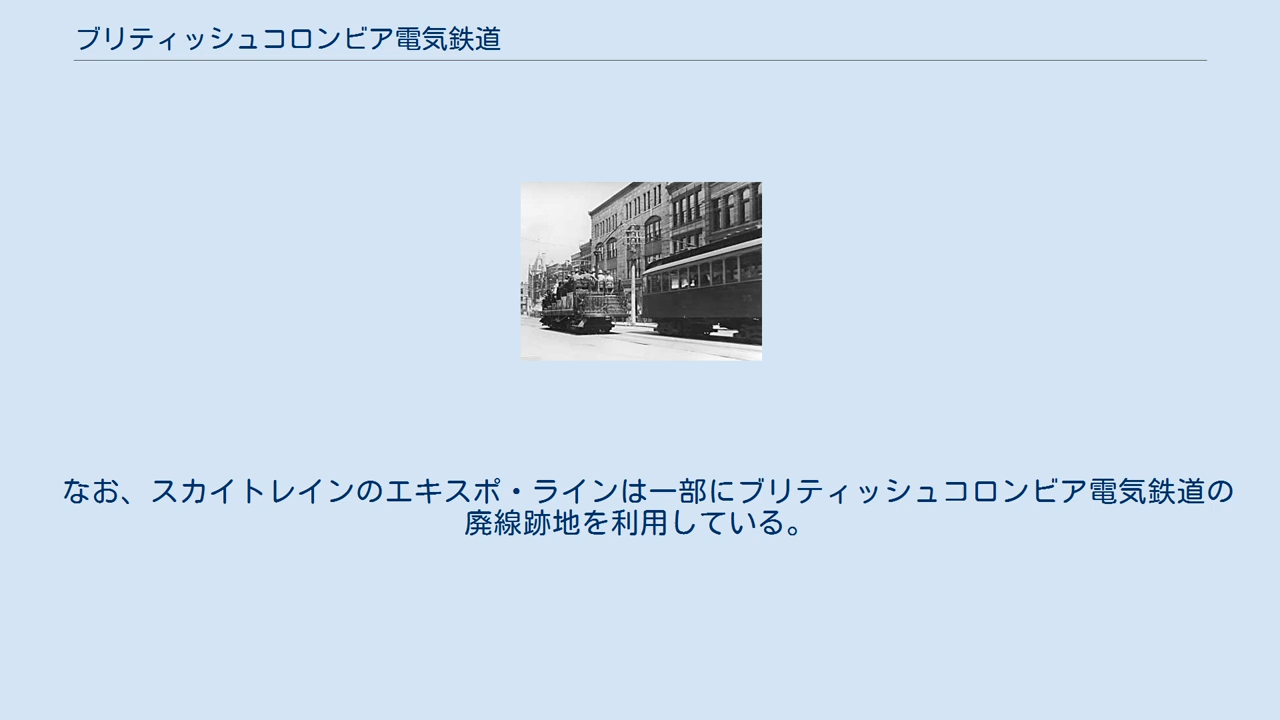 ブリティッシュコロンビア電気鉄道
なお、スカイトレインのエキスポ・ラインは一部にブリティッシュコロンビア電気鉄道の
廃線跡地を利用している。